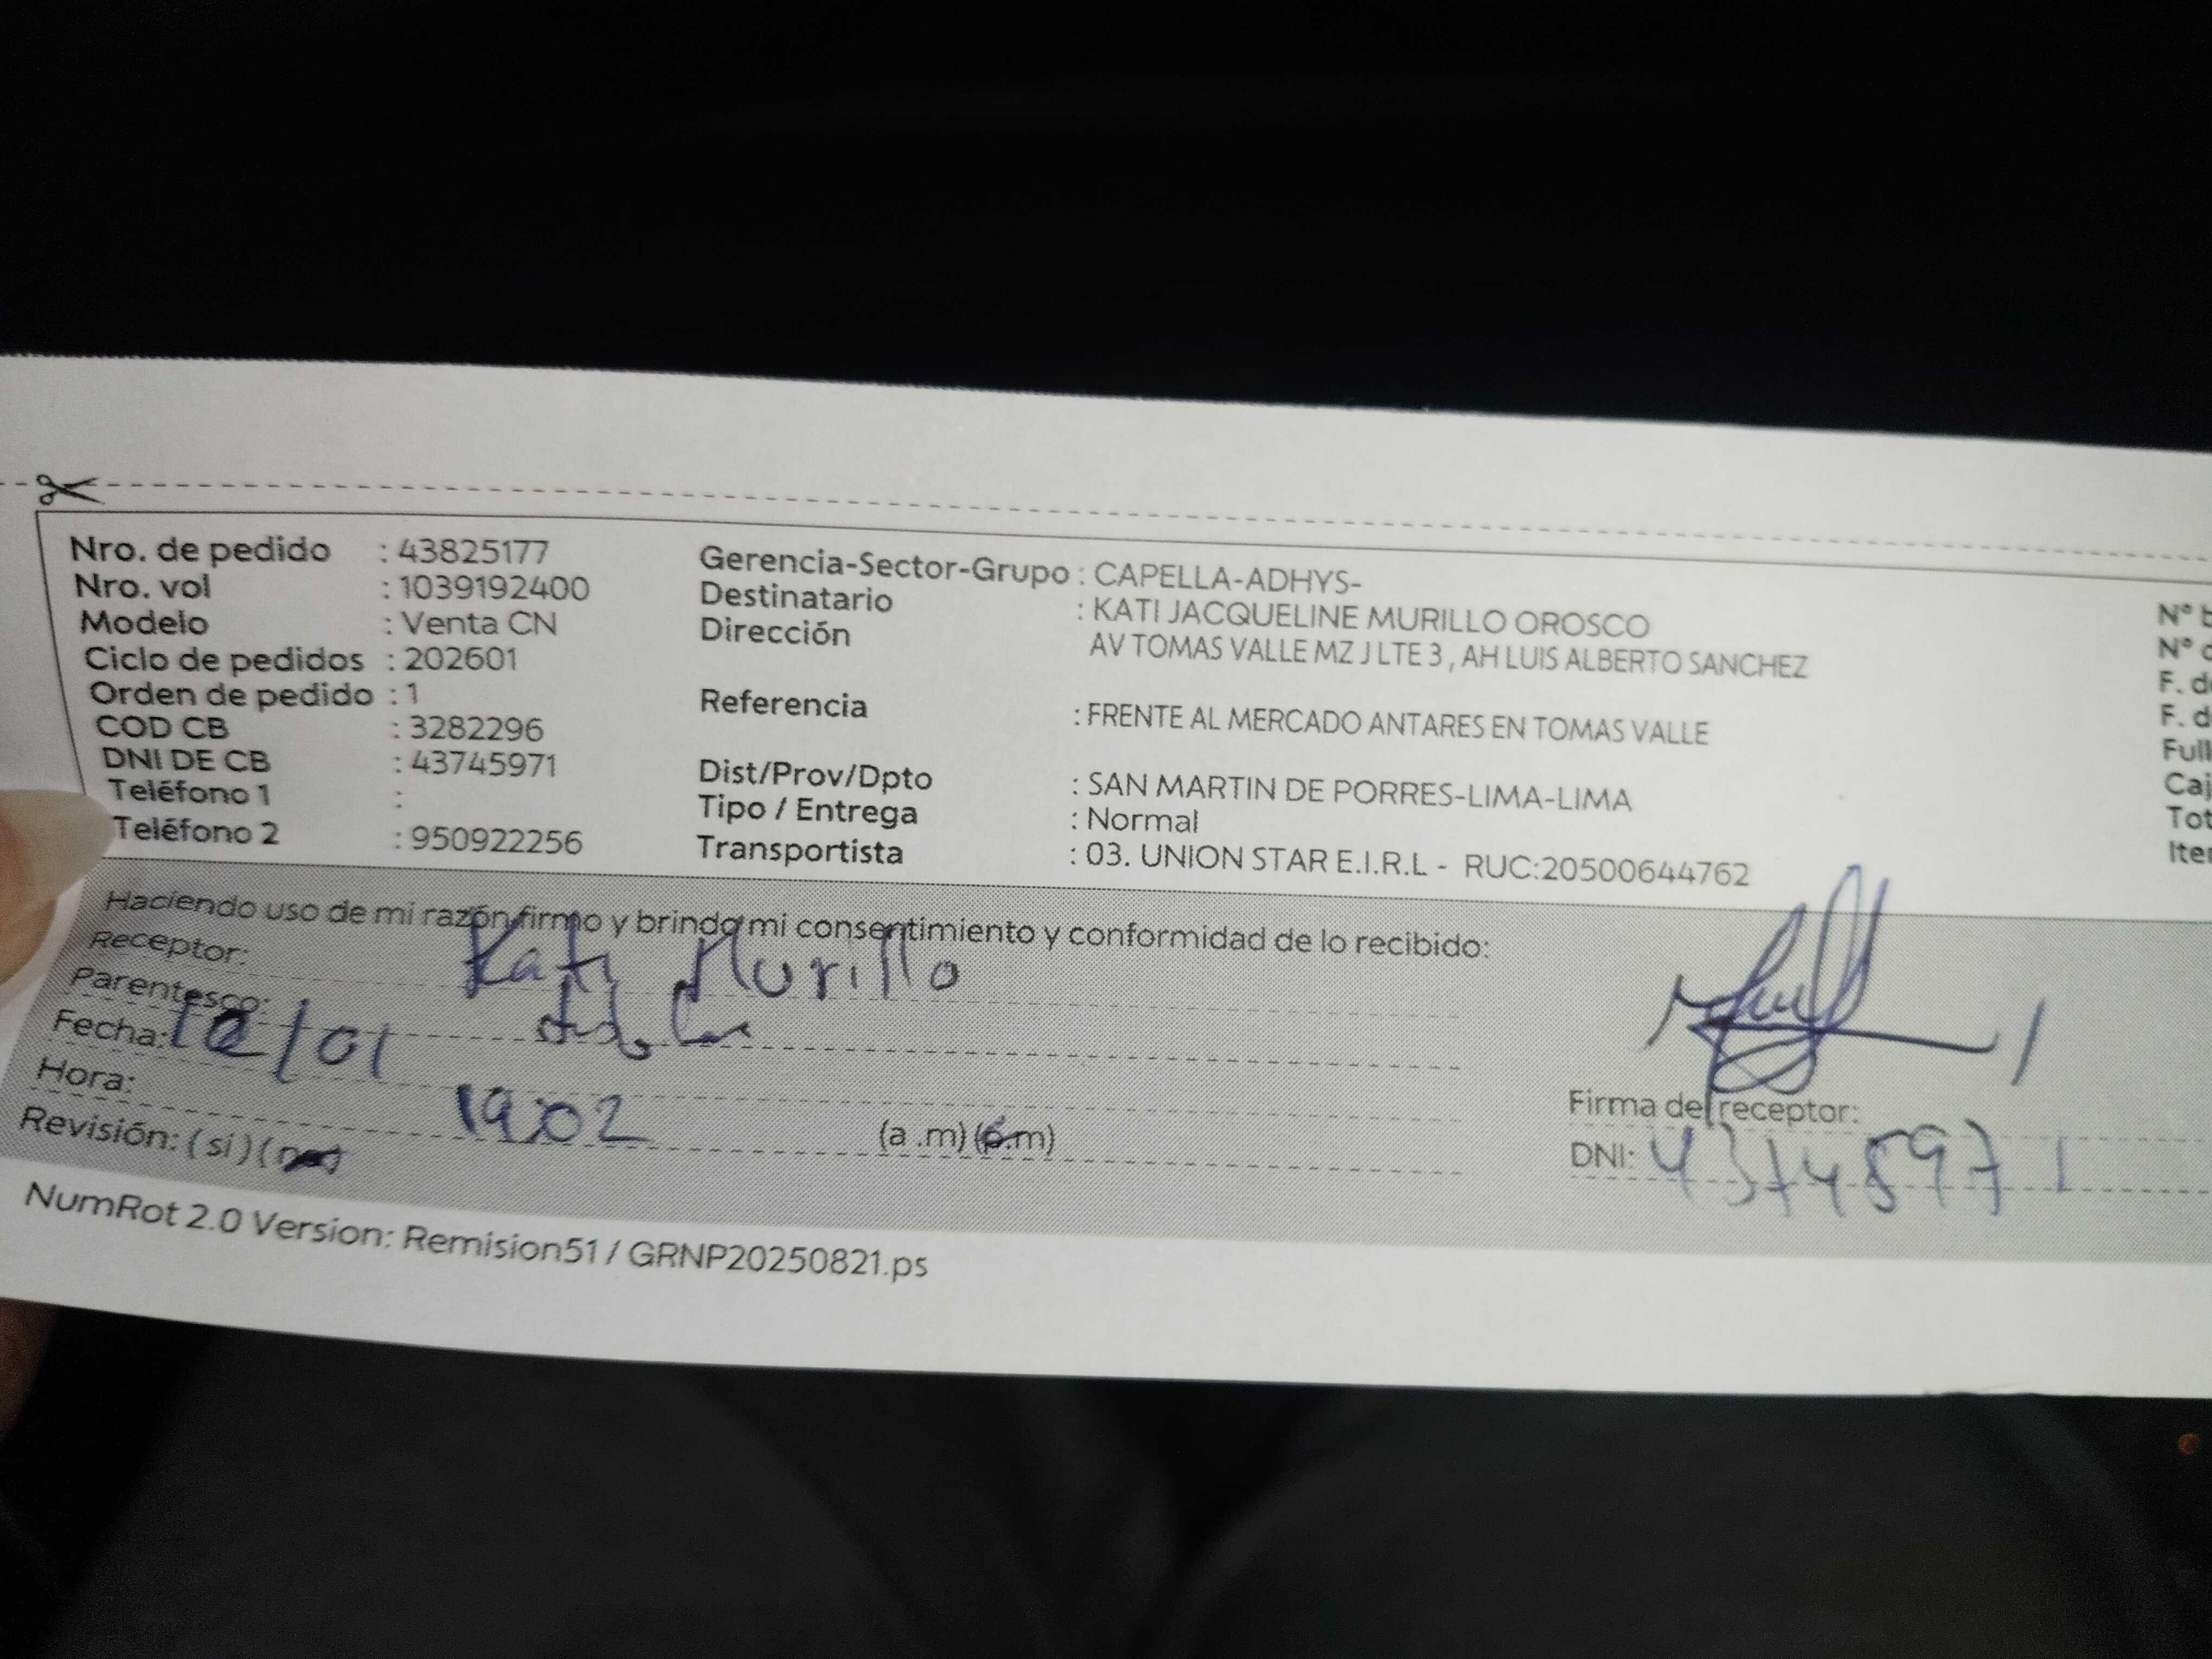 Nro. de pedido : 43825177
Nro. vol : 1039192400
Modelo : Venta CN
Ciclo de pedidos : 202601
Orden de pedido : 1
COD CB : 3282296
DNI DE CB : 43745971
Teléfono 1 :
Teléfono 2 : 950922256
Gerencia-Sector-Grupo : CAPELLA-ADHYS-
Destinatario : KATI JACQUELINE MURILLO OROSCO
Dirección AV TOMAS VALLE MZ J LTE 3 , AH LUIS ALBERTO SANCHEZ
Referencia : FRENTE AL MERCADO ANTARES EN TOMAS VALLE
Dist/Prov/Dpto : SAN MARTIN DE PORRES-LIMA-LIMA
Tipo / Entrega : Normal
Transportista : 03. UNION STAR E.I.R.L - RUC:20500644762
N°
N°
F.
F.
Haciendo uso de mi razón firmo y brindo mi consentimiento y conformidad de lo recibido:
Receptor: Kati Murillo
Parentesco:
Fecha: 12/01
Hora: 19:02 (a .m) (p.m)
Revisión: ( si ) (no)
Firma del receptor:
DNI: 43745971
NumRot 2.0 Version: Remision51 / GRNP20250821.ps